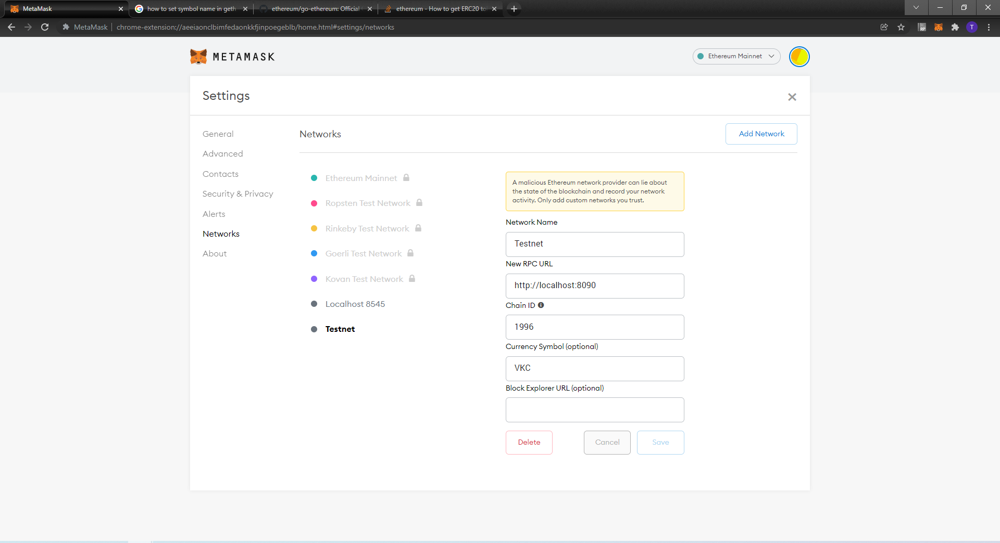 MetaMask
how to set symbol name in geth
ethereum/go-ethereum: Official
ethereum - How to get ERC20 to
MetaMask
chrome-extension://aeeiaonclbimfedaonkkfjinpoegeblb/home.html#settings/networks
RP
T
METAMASK
Ethereum Mainnet
Settings
General
Advanced
Contacts
Security & Privacy
Alerts
Networks
About
Networks
Add Network
Ethereum Mainnet
Ropsten Test Network
Rinkeby Test Network
Goerli Test Network
Kovan Test Network
Localhost 8545
Testnet
A malicious Ethereum network provider can lie about
the state of the blockchain and record your network
activity. Only add custom networks you trust.
Network Name
Testnet
New RPC URL
http://localhost:8090
Chain ID
1996
Currency Symbol (optional)
VKC
Block Explorer URL (optional)
Delete
Cancel
Save